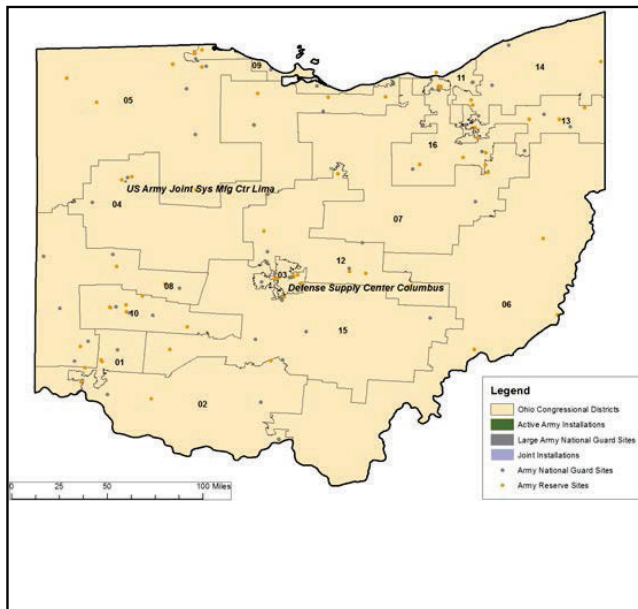 09
11
14
05
13
16
US Army Joint Sys Mfg Ctr Lima
04
07
12
03
08
Defense Supply Center Columbus
10
06
15
01
02
Legend
Ohio Congressional Districts
Active Army Installations
Large Army National Guard Sites
Joint Installations
Army National Guard Sites
Army Reserve Sites
0 25 50 100 Miles